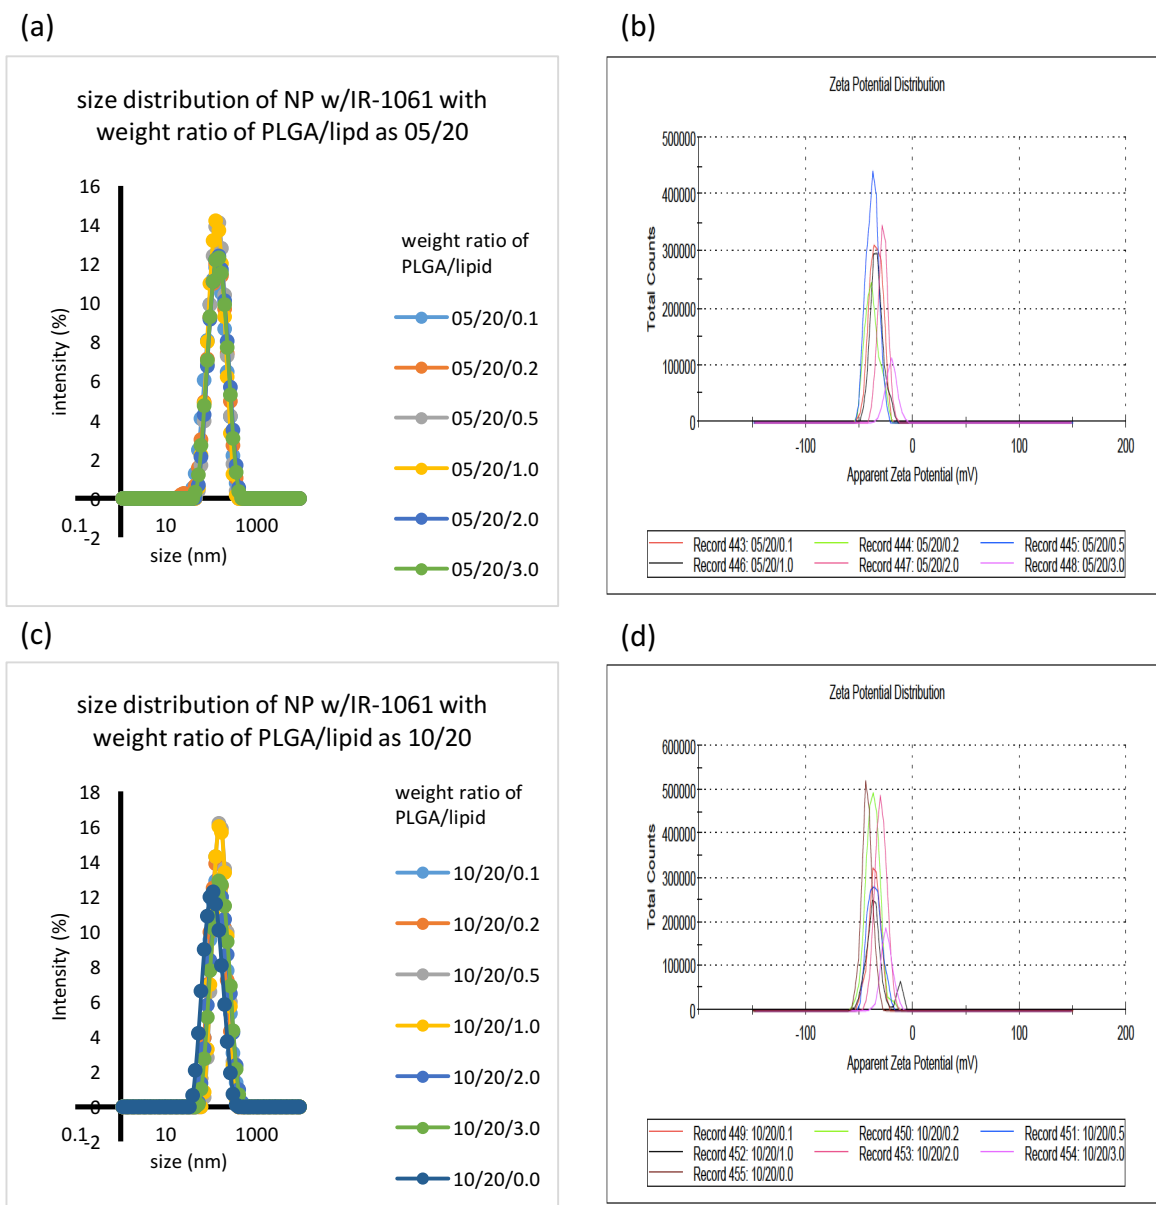 (a)
size distribution of NP w/IR-1061 with
weight ratio of PLGA/lipd as 05/20
16
14
12
10
8
6
4
2
0
-2
intensity (%)
0.1
10
1000
size (nm)
weight ratio of
PLGA/lipid
05/20/0.1
05/20/0.2
05/20/0.5
05/20/1.0
05/20/2.0
05/20/3.0
(b)
Zeta Potential Distribution
500000
400000
300000
200000
100000
0
Total Counts
-100
0
100
200
Apparent Zeta Potential (mV)
Record 443: 05/20/0.1
Record 444: 05/20/0.2
Record 445: 05/20/0.5
Record 446: 05/20/1.0
Record 447: 05/20/2.0
Record 448: 05/20/3.0
(c)
size distribution of NP w/IR-1061 with
weight ratio of PLGA/lipid as 10/20
18
16
14
12
10
8
6
4
2
0
-2
Intensity (%)
0.1
10
1000
size (nm)
weight ratio of
PLGA/lipid
10/20/0.1
10/20/0.2
10/20/0.5
10/20/1.0
10/20/2.0
10/20/3.0
10/20/0.0
(d)
Zeta Potential Distribution
600000
500000
400000
300000
200000
100000
0
Total Counts
-100
0
100
200
Apparent Zeta Potential (mV)
Record 449: 10/20/0.1
Record 450: 10/20/0.2
Record 451: 10/20/0.5
Record 452: 10/20/1.0
Record 453: 10/20/2.0
Record 454: 10/20/3.0
Record 455: 10/20/0.0